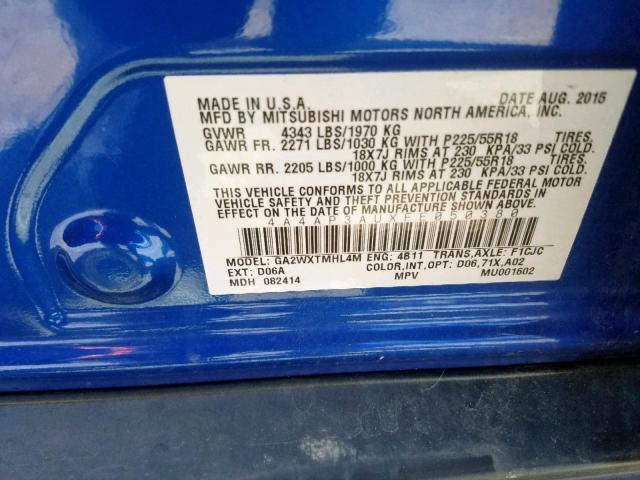 MADE IN U.S.A. DATE AUG. 2015
MFD BY MITSUBISHI MOTORS NORTH AMERICA, INC.
GVWR 4343 LBS/1970 KG
GAWR FR. 2271 LBS/1030 KG WITH P225/55R18 TIRES,
18X7J RIMS AT 230 KPA/33 PSI COLD.
GAWR RR. 2205 LBS/1000 KG WITH P225/55R18 TIRES,
18X7J RIMS AT 230 KPA/33 PSI COLD.
THIS VEHICLE CONFORMS TO ALL APPLICABLE FEDERAL MOTOR
VEHICLE SAFETY AND THEFT PREVENTION STANDARDS IN
EFFECT ON THE DATE OF MANUFACTURE SHOWN ABOVE.
MODEL: GA2WXTMHL4M ENG: 4B11 TRANS,AXLE: F1CJC
EXT: D06A COLOR,INT,OPT: D06,71X,A02
MDH 082414 MPV MU001602